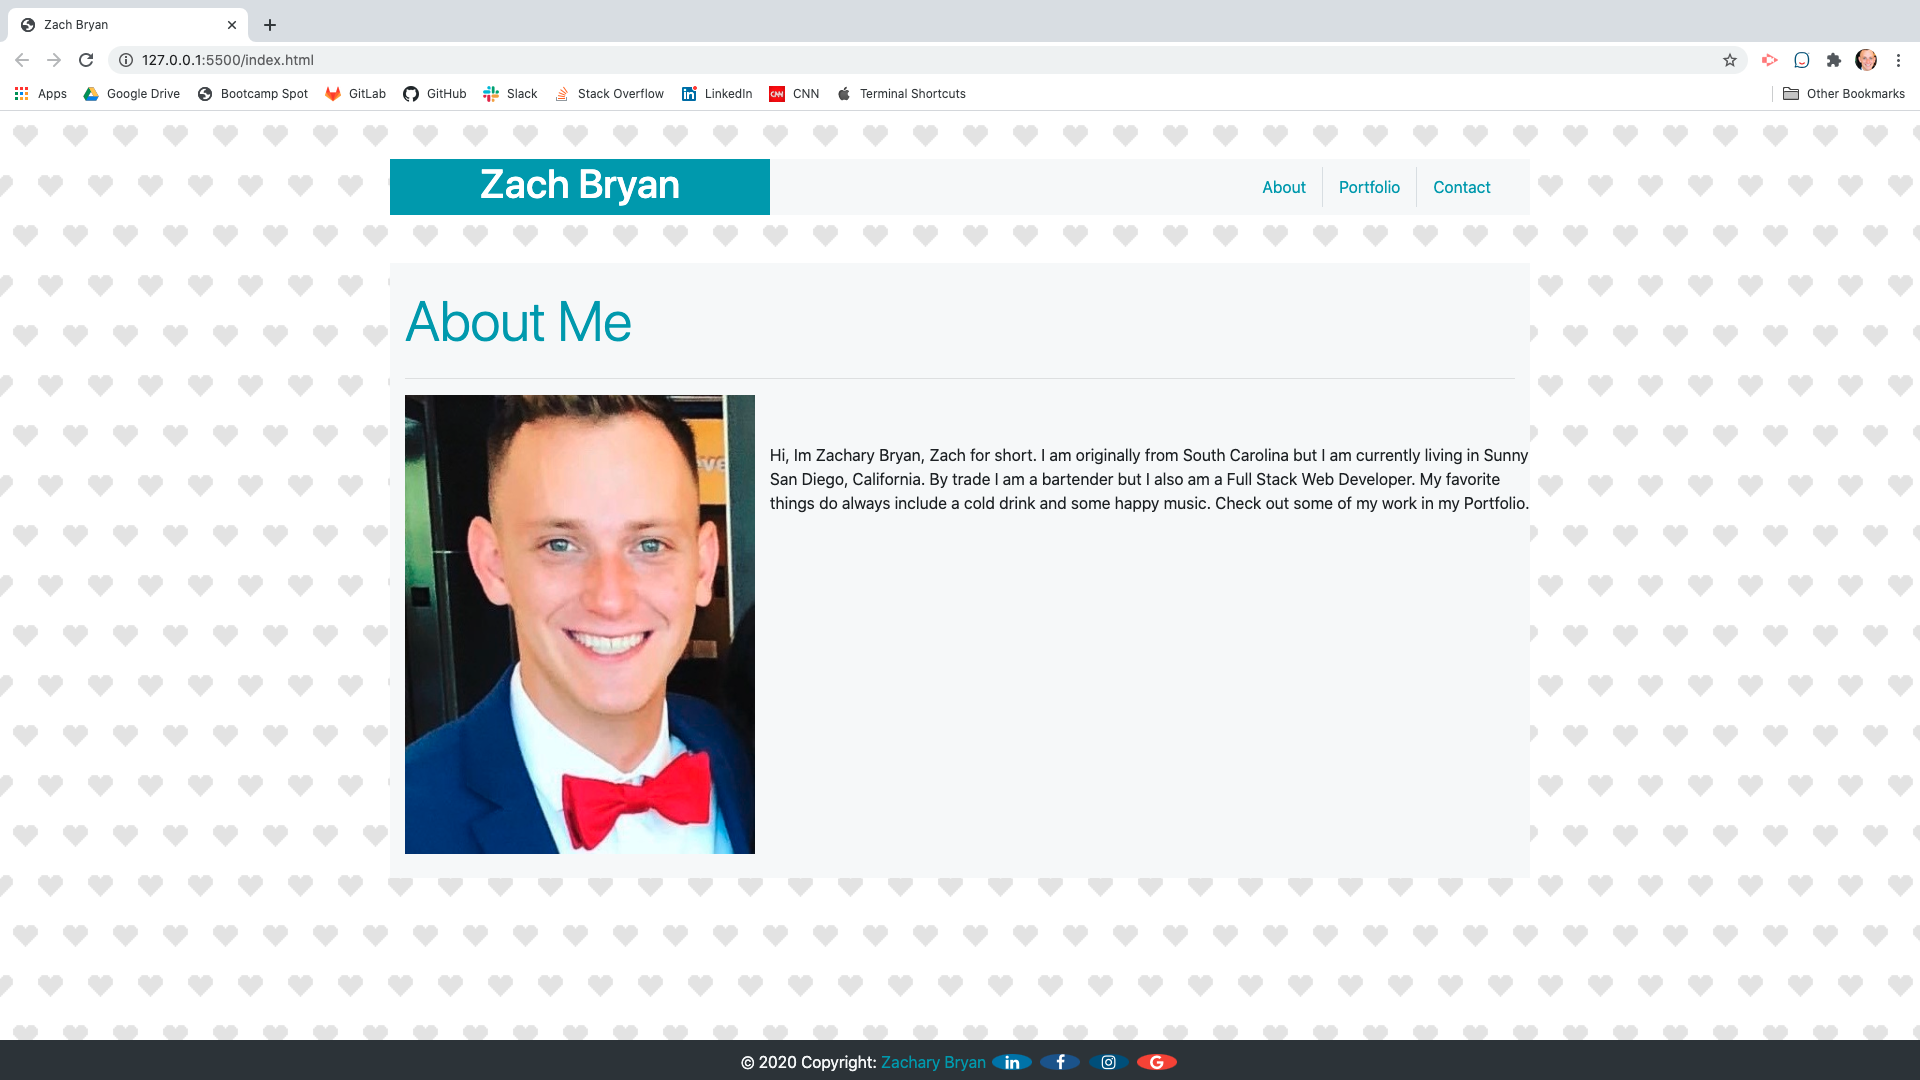 Zach Bryan
127.0.0.1:5500/index.html
Apps Google Drive Bootcamp Spot GitLab GitHub Slack Stack Overflow LinkedIn CNN CNN Terminal Shortcuts Other Bookmarks
Zach Bryan About Portfolio Contact
About Me
Hi, Im Zachary Bryan, Zach for short. I am originally from South Carolina but I am currently living in Sunny
San Diego, California. By trade I am a bartender but I also am a Full Stack Web Developer. My favorite
things do always include a cold drink and some happy music. Check out some of my work in my Portfolio.
© 2020 Copyright: Zachary Bryan in f G